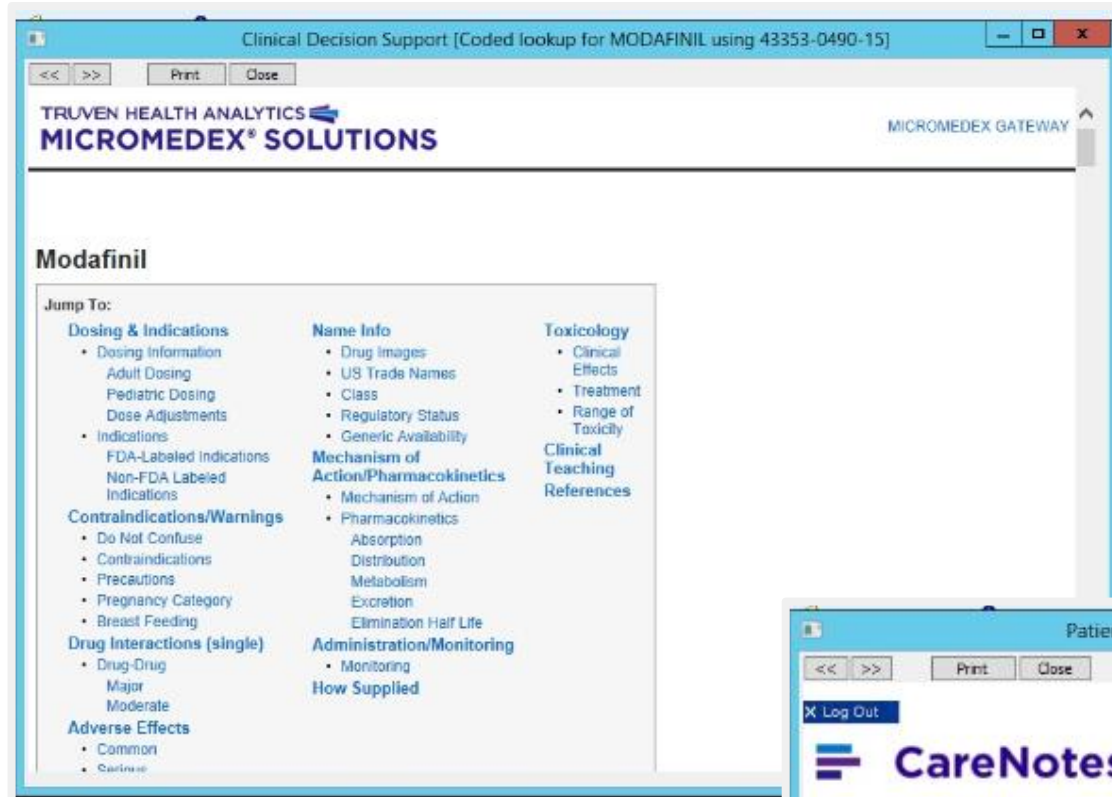 Clinical Decision Support [Coded lookup for MODAFINIL using 43353-0490-15]
<< >> Print Close
TRUVEN HEALTH ANALYTICS
MICROMEDEX® SOLUTIONS
MICROMEDEX GATEWAY
Modafinil
Jump To:
Dosing & Indications
• Dosing Information
Adult Dosing
Pediatric Dosing
Dose Adjustments
• Indications
FDA-Labeled Indications
Non-FDA Labeled
Indications
Contraindications/Warnings
• Do Not Confuse
• Contraindications
• Precautions
• Pregnancy Category
• Breast Feeding
Drug Interactions (single)
• Drug-Drug
Major
Moderate
Adverse Effects
• Common
• Serious
Name Info
• Drug Images
• US Trade Names
• Class
• Regulatory Status
• Generic Availability
Mechanism of
Action/Pharmacokinetics
• Mechanism of Action
• Pharmacokinetics
Absorption
Distribution
Metabolism
Excretion
Elimination Half Life
Administration/Monitoring
• Monitoring
How Supplied
Toxicology
• Clinical
Effects
• Treatment
• Range of
Toxicity
Clinical
Teaching
References
Patie
<< >> Print Close
X Log Out
CareNotes